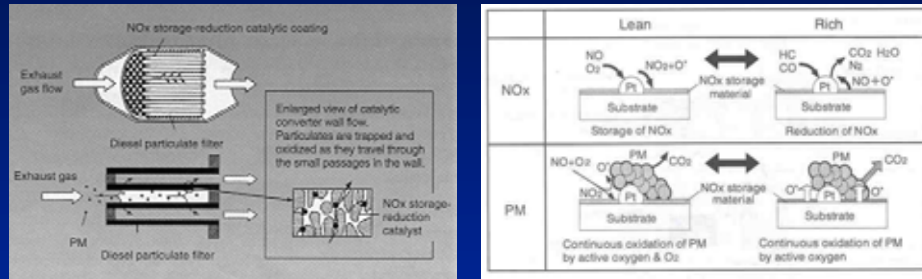 NOx storage-reduction catalytic coating
Exhaust
gas flow
Diesel particulate filter
Exhaust gas
PM
Diesel particulate filter
Enlarged view of catalytic
converter wall flow.
Particulates are trapped and
oxidized as they travel through
the small passages in the wall.
NOx storage-
reduction
catalyst
Lean
Rich
NOx
NO
O2
NO2+O*
Pt
Substrate
Storage of NOx
NOx storage
material
HC
CO
CO2 H2O
N2
NO+O*
Pt
Substrate
Reduction of NOx
PM
NO+O2
O*
NO2
PM
CO2
Pt
Substrate
Continuous oxidation of PM
by active oxygen & O2
NOx storage
material
PM
CO2
O*
Pt
O*
Substrate
Continuous oxidation of PM
by active oxygen